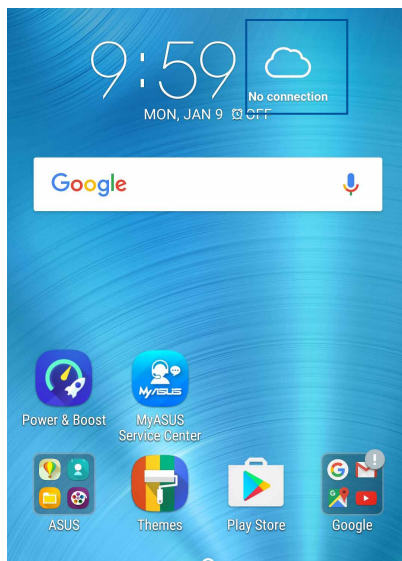 9:59
No connection
MON, JAN 9 OFF
Google
Power & Boost
MyASUS
Service Center
MyASUS
ASUS
Themes
Play Store
Google